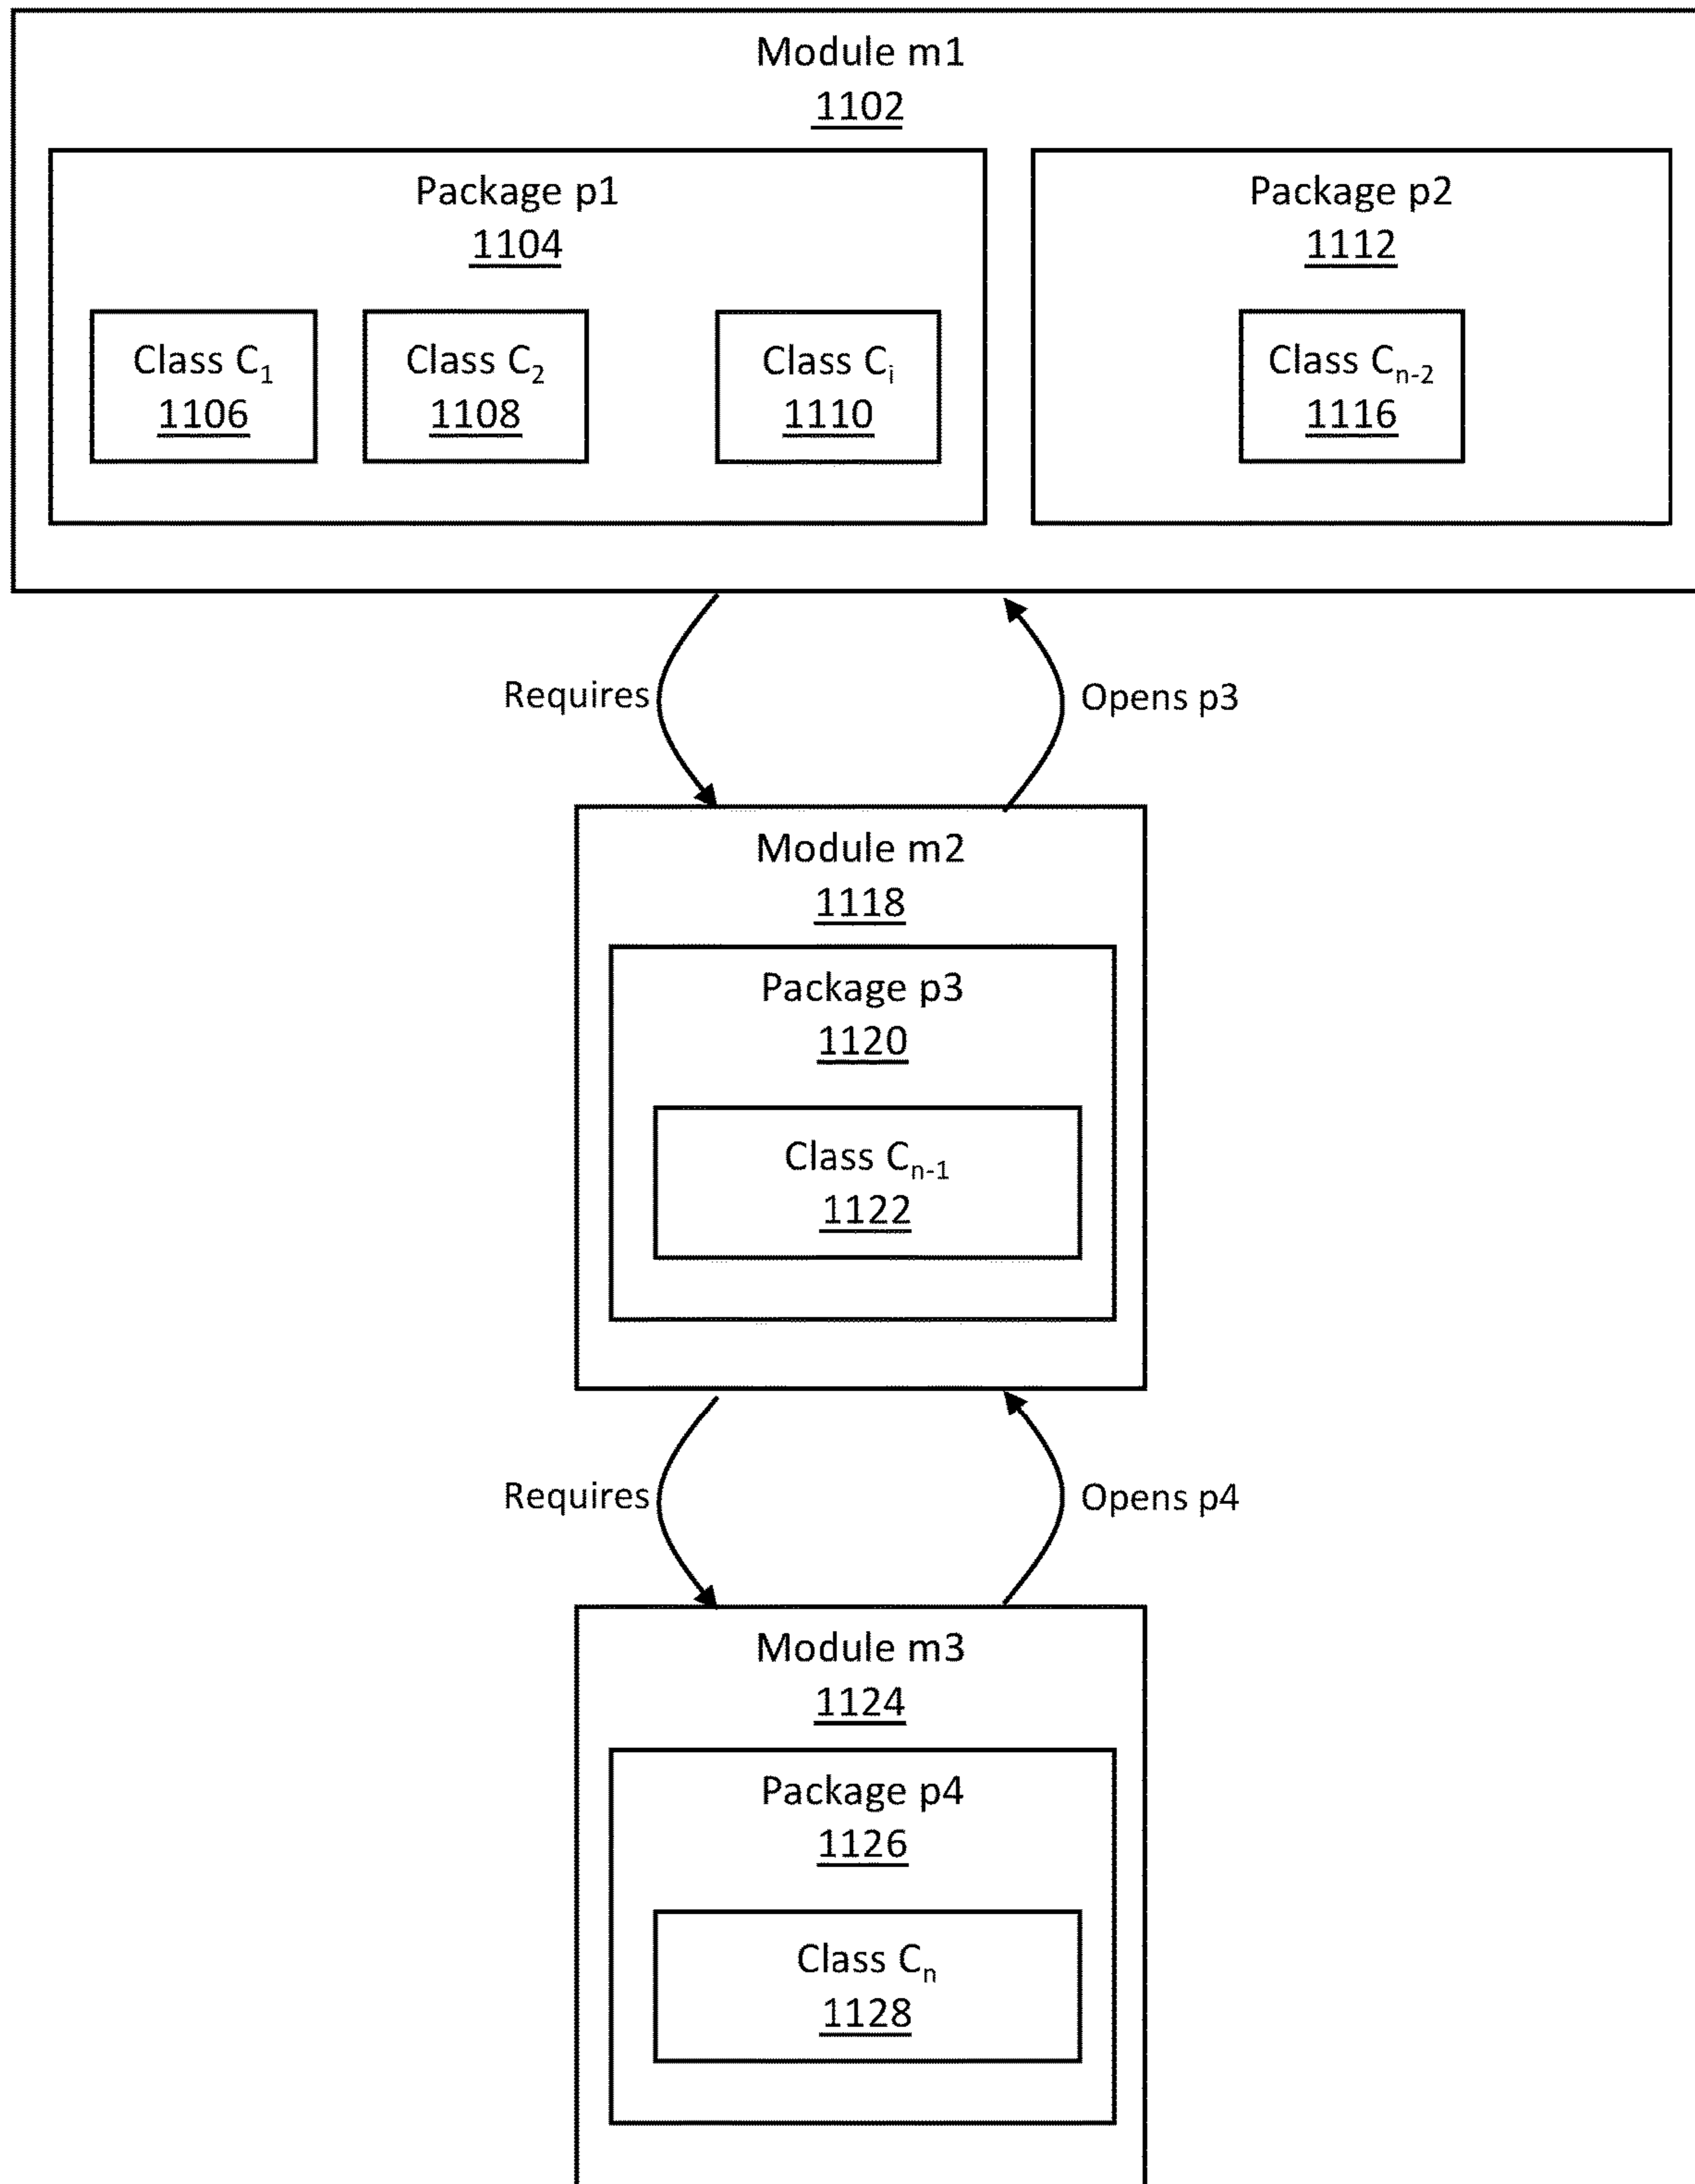 Module m1
1102
Package p1
1104
Package p2
1112
Class C₁
1106
Class C₂
1108
Class Cᵢ
1110
Class Cₙ₋₂
1116
Requires
Opens p3
Module m2
1118
Package p3
1120
Class Cₙ₋₁
1122
Requires
Opens p4
Module m3
1124
Package p4
1126
Class Cₙ
1128